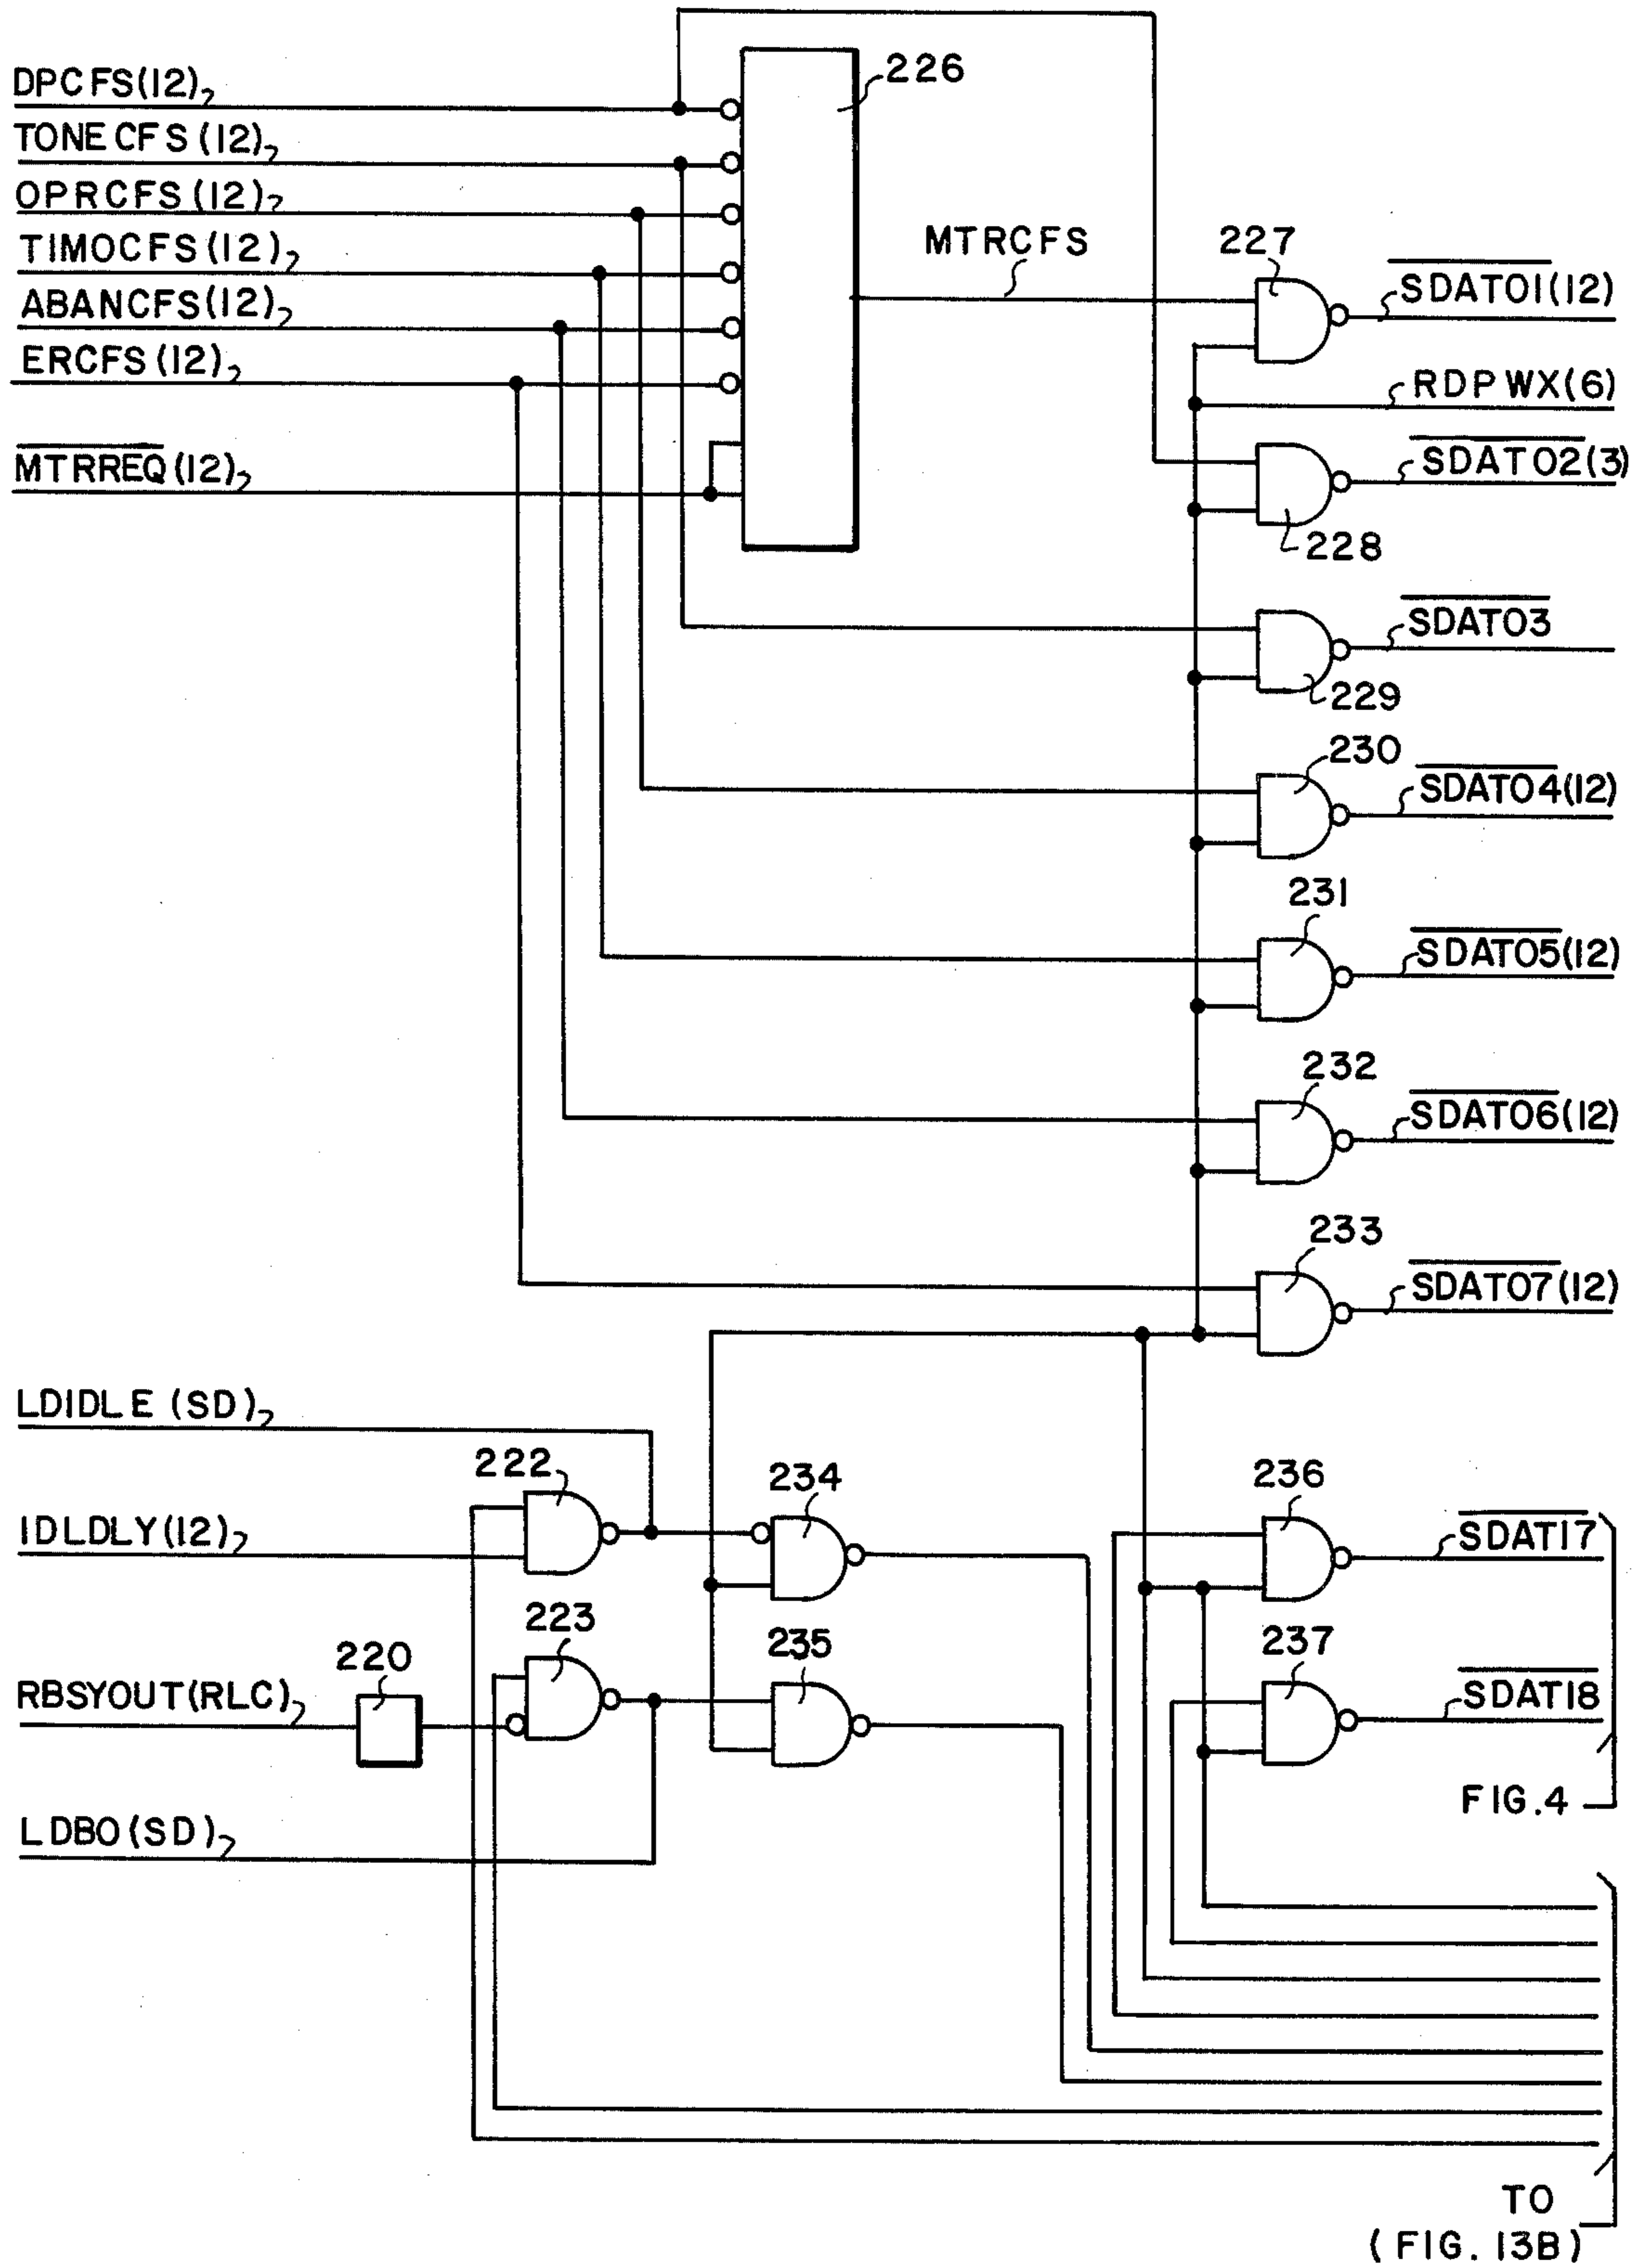 DPCFS(12)
226
TONECFS(12)
OPRCFS(12)
TIMOCFS(12)
MTRCFS
227
SDAT01(12)
ABANCFS(12)
ERCFS(12)
RDPWX(6)
MTRREQ(12)
SDAT02(3)
228
SDAT03
229
230
SDAT04(12)
231
SDAT05(12)
232
SDAT06(12)
233
SDAT07(12)
LDIDLE (SD)
222
234
236
IDLDLY(12)
SDAT17
223
220
235
237
RBSYOUT(RLC)
SDAT18
FIG.4
LDBO(SD)
TO
(FIG. 13B)